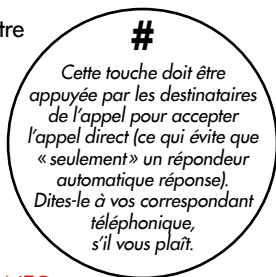 tre
#
Cette touche doit être
appuyée par les destinataires
de l'appel pour accepter
l'appel direct (ce qui évite que
« seulement » un répondeur
automatique réponse).
Dites-le à vos correspondant
téléphonique,
s'il vous plaît.